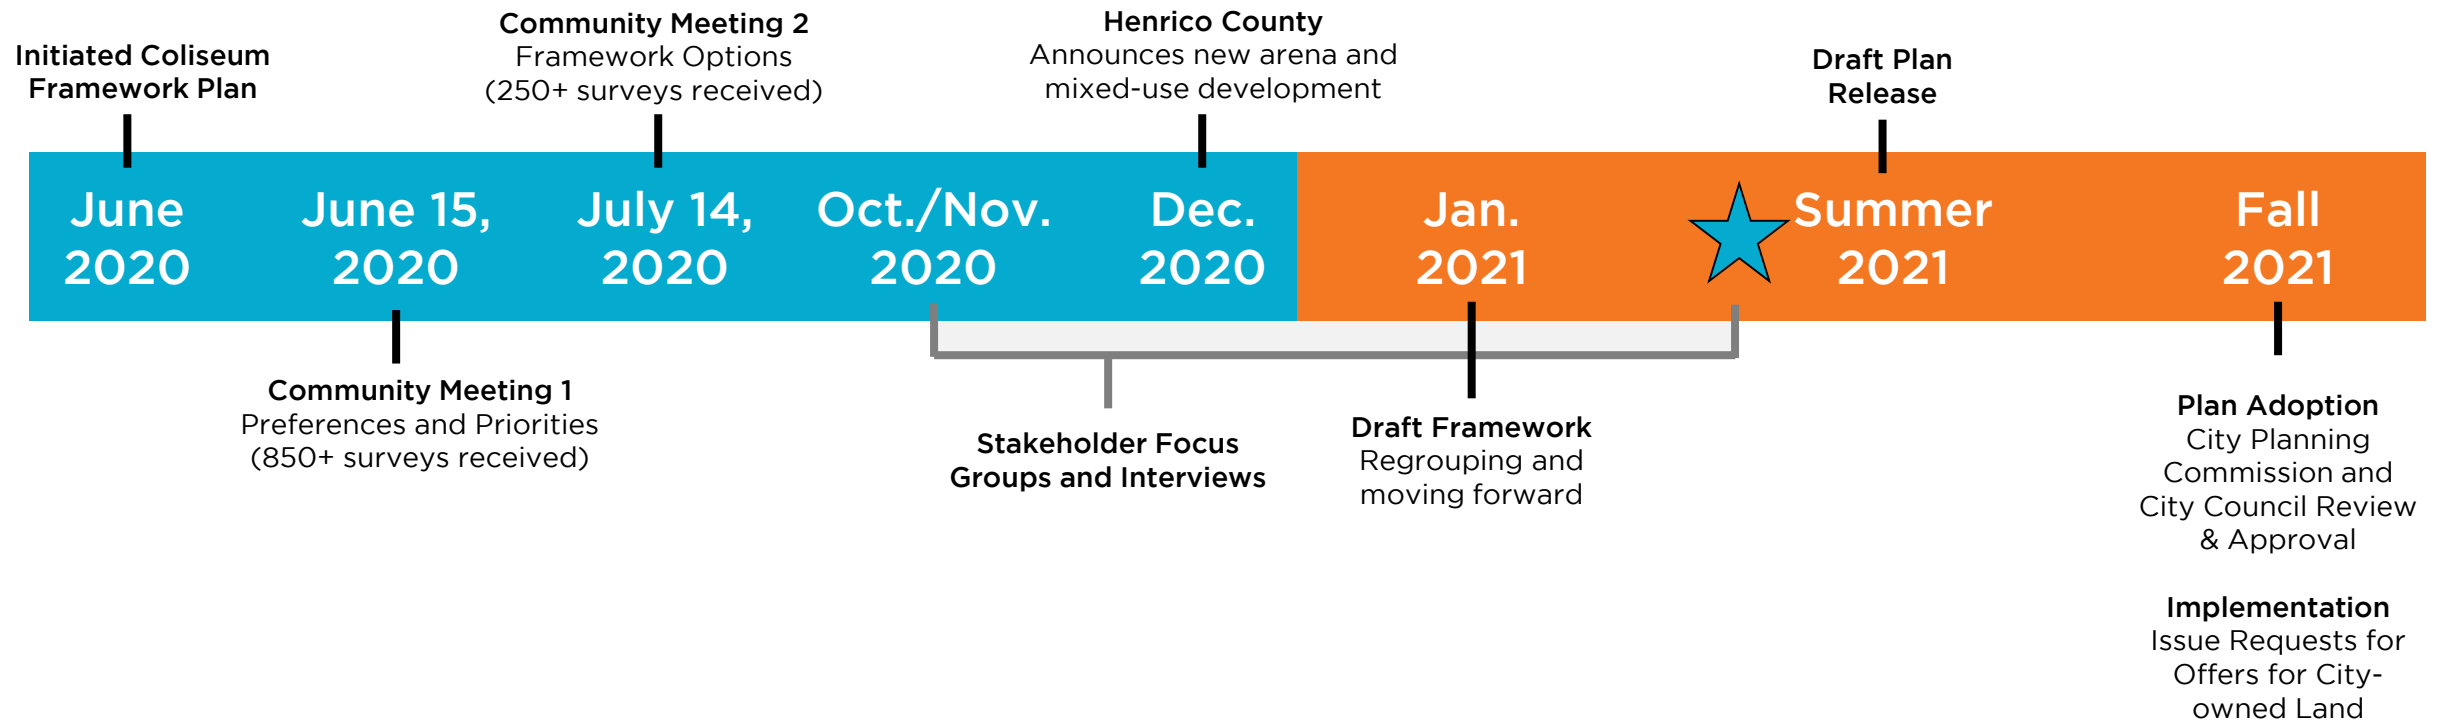 Initiated Coliseum
Framework Plan
Community Meeting 2
Framework Options
(250+ surveys received)
Henrico County
Announces new arena and
mixed-use development
Draft Plan
Release
June
2020
June 15,
2020
July 14,
2020
Oct./Nov.
2020
Dec.
2020
Jan.
2021
Summer
2021
Fall
2021
Community Meeting 1
Preferences and Priorities
(850+ surveys received)
Stakeholder Focus
Groups and Interviews
Draft Framework
Regrouping and
moving forward
Plan Adoption
City Planning
Commission and
City Council Review
& Approval
Implementation
Issue Requests for
Offers for City-
owned Land